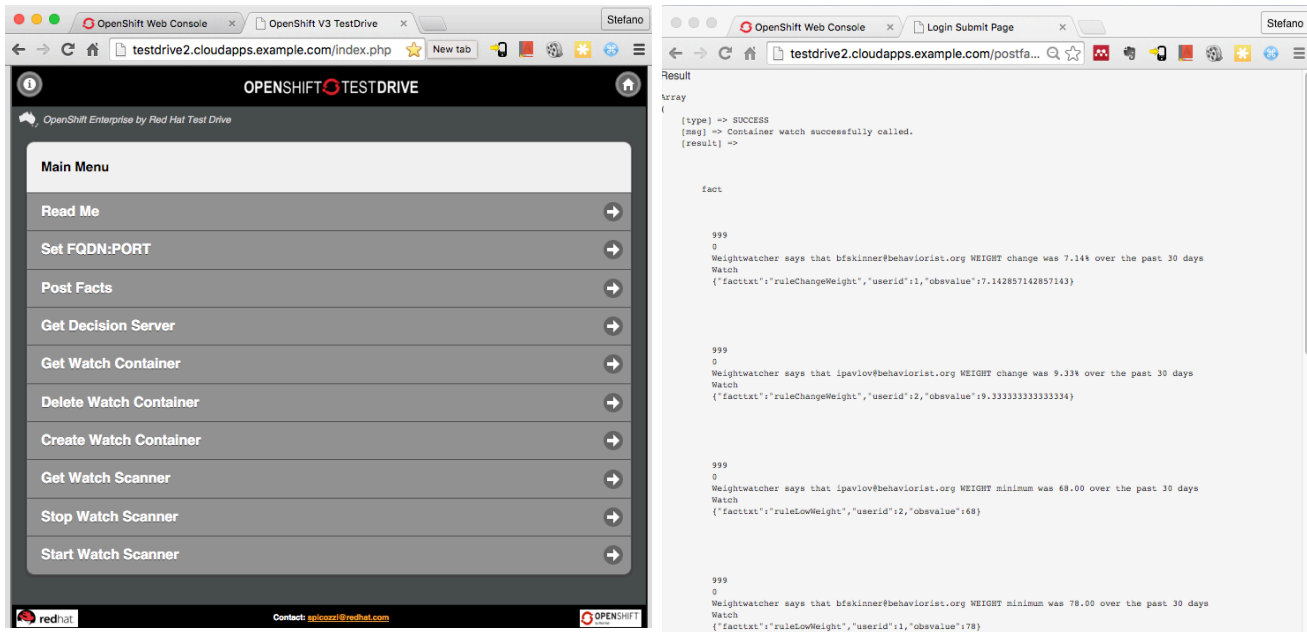 OpenShift Web Console
OpenShift V3 TestDrive
Stefano
testdrive2.cloudapps.example.com/index.php
New tab
OPENSHIFT TESTDRIVE
OpenShift Enterprise by Red Hat Test Drive
Main Menu
Read Me
Set FQDN:PORT
Post Facts
Get Decision Server
Get Watch Container
Delete Watch Container
Create Watch Container
Get Watch Scanner
Stop Watch Scanner
Start Watch Scanner
redhat.
Contact: spicozzi@redhat.com
OPENSHIFT
OpenShift Web Console
Login Submit Page
Stefano
testdrive2.cloudapps.example.com/postfa...
Result
Array
(
[type] => SUCCESS
[msg] => Container watch successfully called.
[result] =>
fact
999
0
Weightwatcher says that bfskinner@behaviorist.org WEIGHT change was 7.14% over the past 30 days
Watch
{"facttxt":"ruleChangeWeight","userid":1,"obsvalue":7.142857142857143}
999
0
Weightwatcher says that ipavlov@behaviorist.org WEIGHT change was 9.33% over the past 30 days
Watch
{"facttxt":"ruleChangeWeight","userid":2,"obsvalue":9.333333333333334}
999
0
Weightwatcher says that ipavlov@behaviorist.org WEIGHT minimum was 68.00 over the past 30 days
Watch
{"facttxt":"ruleLowWeight","userid":2,"obsvalue":68}
999
0
Weightwatcher says that bfskinner@behaviorist.org WEIGHT minimum was 78.00 over the past 30 days
Watch
{"facttxt":"ruleLowWeight","userid":1,"obsvalue":78}